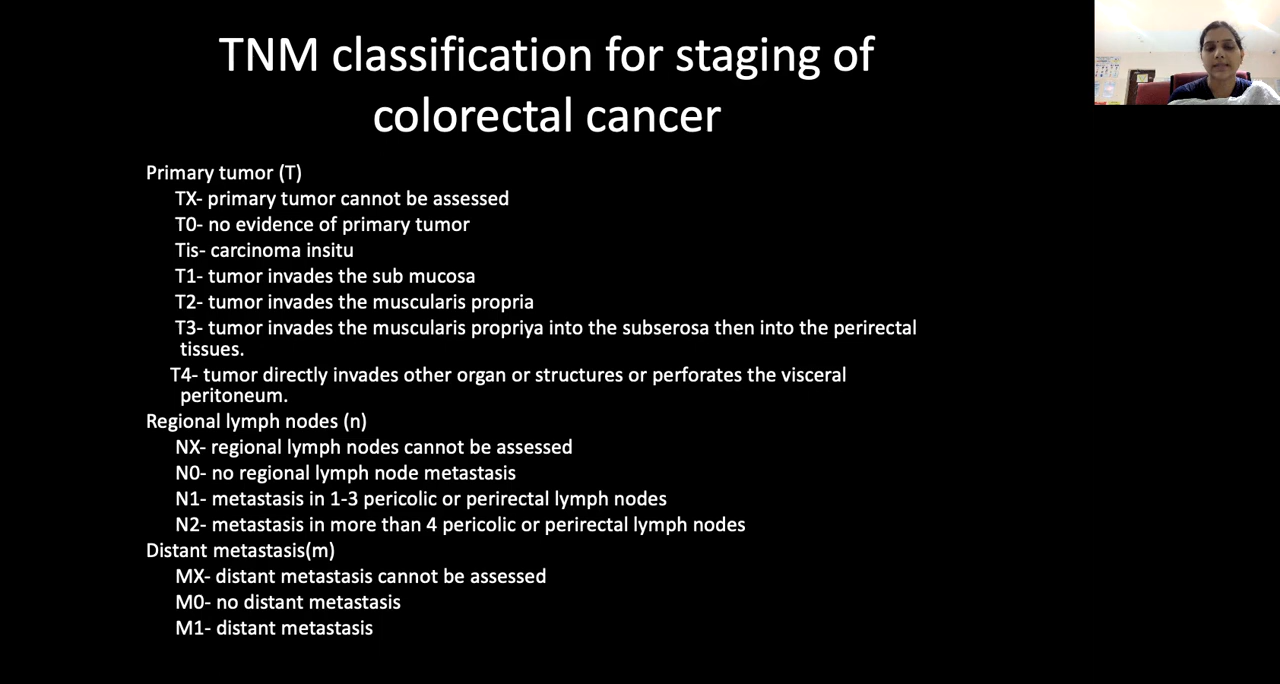 TNM classification for staging of
colorectal cancer
Primary tumor (T)
TX- primary tumor cannot be assessed
T0- no evidence of primary tumor
Tis- carcinoma insitu
T1- tumor invades the sub mucosa
T2- tumor invades the muscularis propria
T3- tumor invades the muscularis propriya into the subserosa then into the perirectal
tissues.
T4- tumor directly invades other organ or structures or perforates the visceral
peritoneum.
Regional lymph nodes (n)
NX- regional lymph nodes cannot be assessed
N0- no regional lymph node metastasis
N1- metastasis in 1-3 pericolic or perirectal lymph nodes
N2- metastasis in more than 4 pericolic or perirectal lymph nodes
Distant metastasis(m)
MX- distant metastasis cannot be assessed
M0- no distant metastasis
M1- distant metastasis